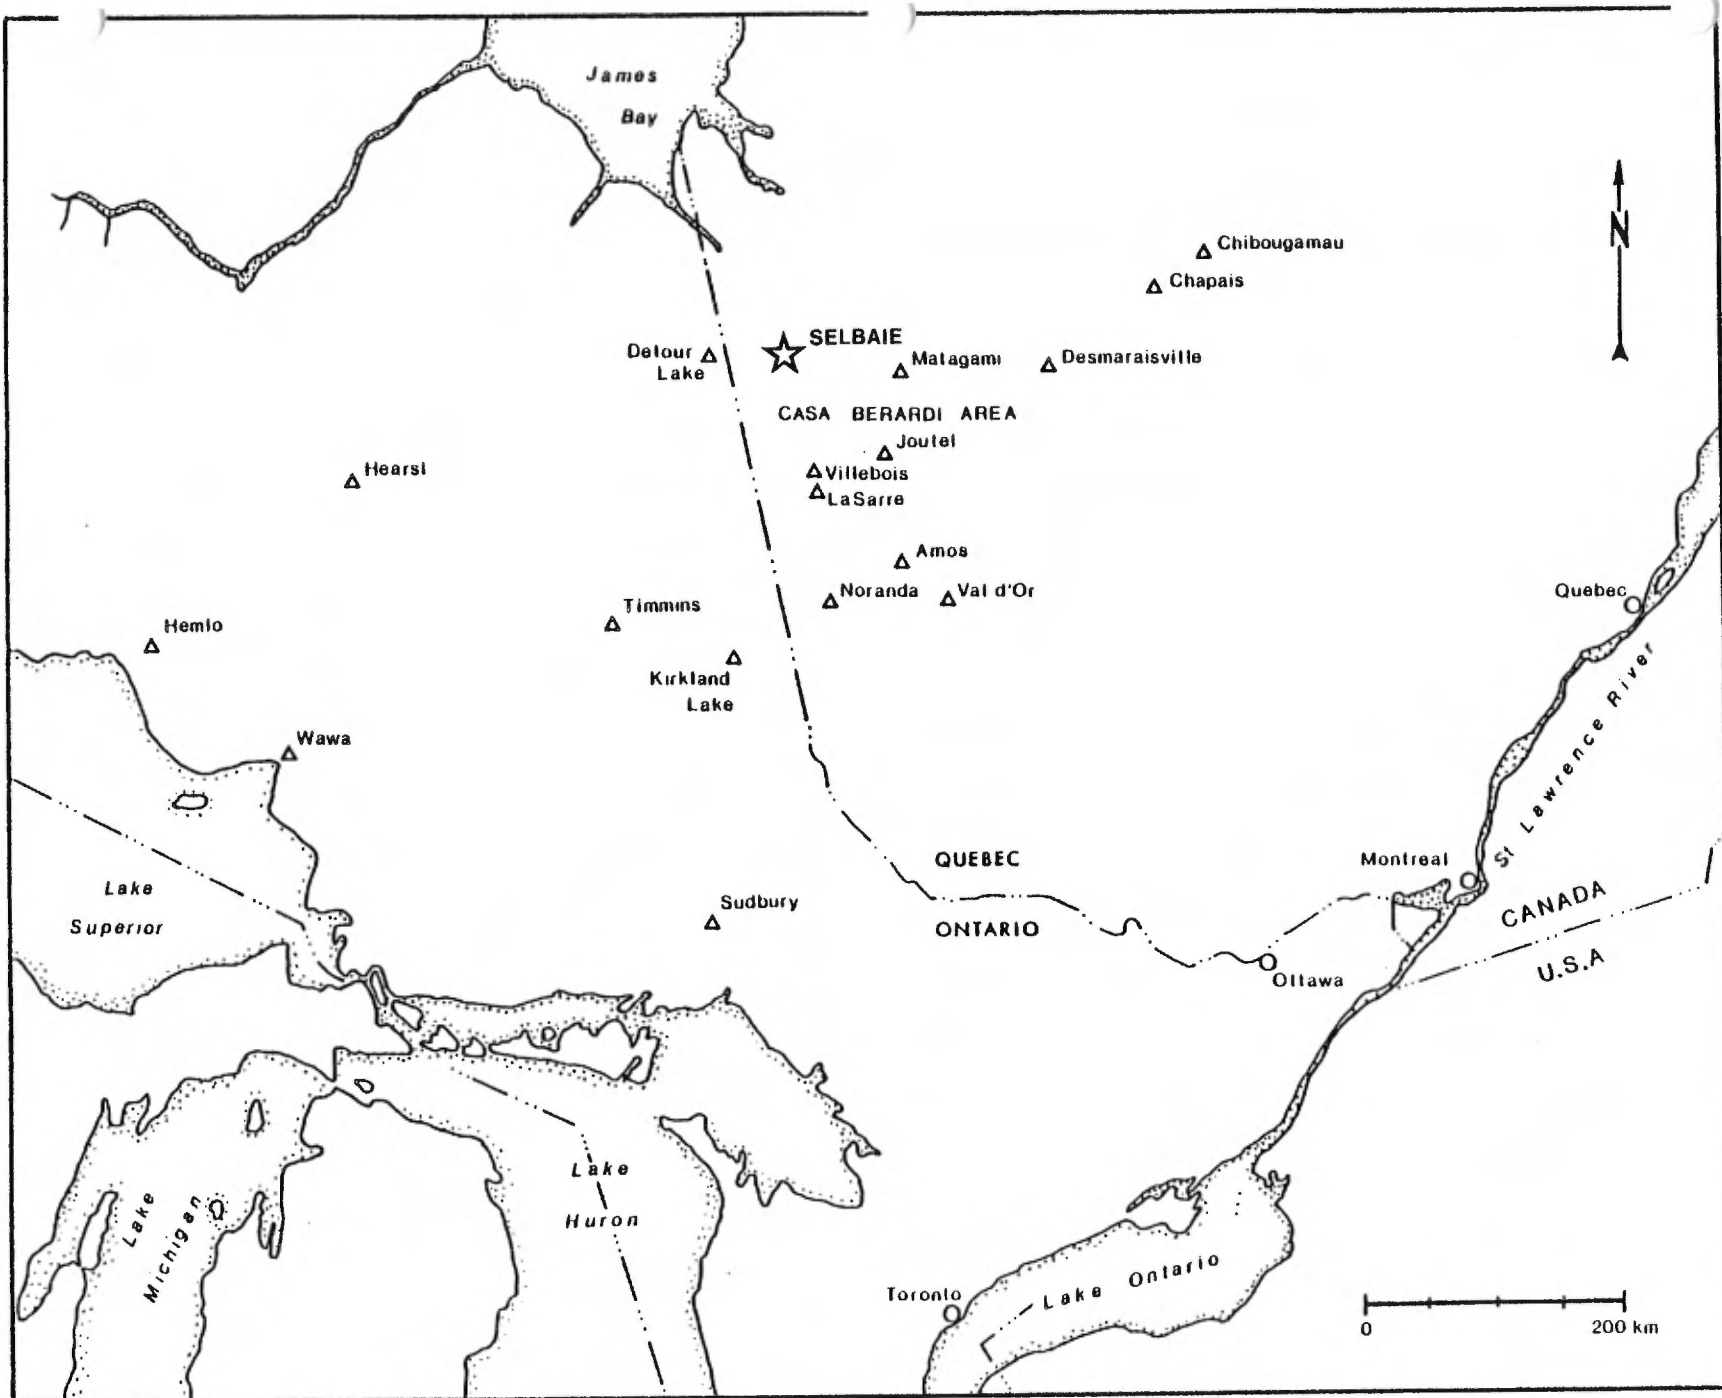 James
Bay
N
Chibougamau
Chapais
SELBAIE
Detour
Lake
Matagami
Desmaraisville
CASA BERARDI AREA
Joutel
Hearst
Villebois
LaSarre
Amos
Noranda
Val d'Or
Quebec
Timmins
Hemlo
Kirkland
Lake
St Lawrence River
Wawa
QUEBEC
Montreal
Lake
Superior
Sudbury
ONTARIO
CANADA
U.S.A
Ottawa
Lake
Huron
Lake
Michigan
Lake Ontario
Toronto
0
200 km